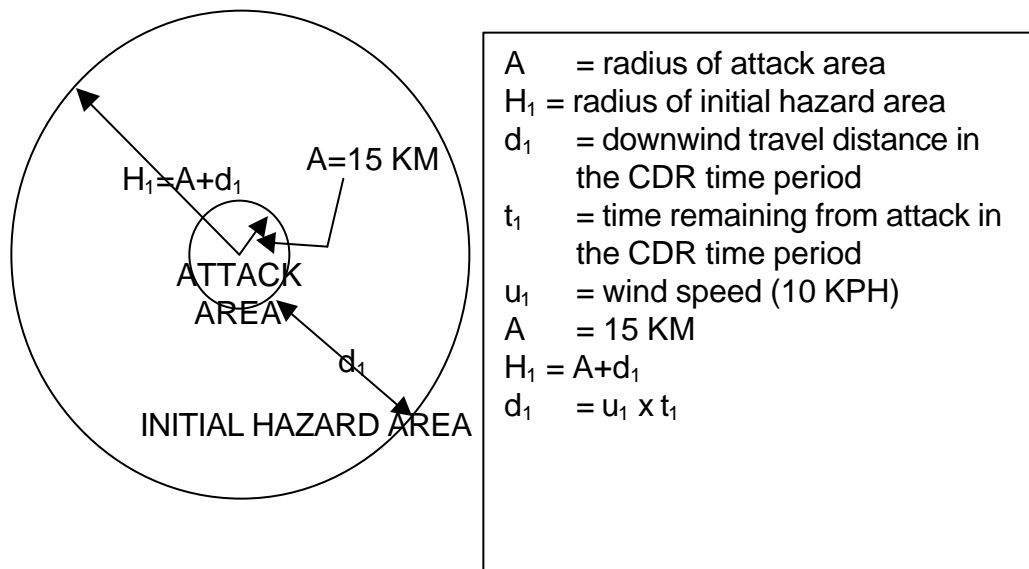 A=15 KM
H₁=A+d₁
ATTACK
AREA
d₁
INITIAL HAZARD AREA
A = radius of attack area
H₁ = radius of initial hazard area
d₁ = downwind travel distance in
the CDR time period
t₁ = time remaining from attack in
the CDR time period
u₁ = wind speed (10 KPH)
A = 15 KM
H₁ = A+d₁
d₁ = u₁ x t₁